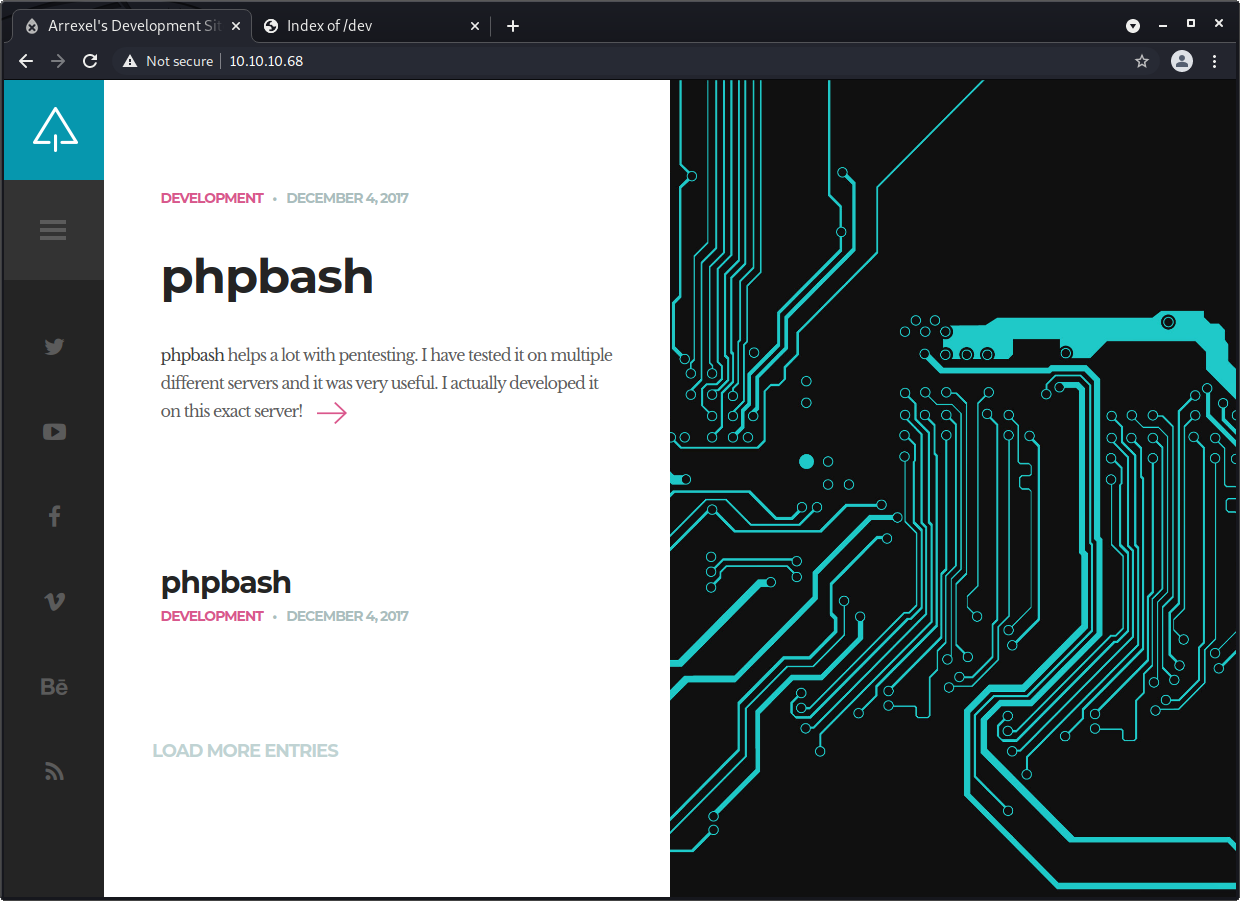 Arrexel's Development Sit
Index of /dev
Not secure
10.10.10.68
DEVELOPMENT • DECEMBER 4, 2017
phpbash
phpbash helps a lot with pentesting. I have tested it on multiple
different servers and it was very useful. I actually developed it
on this exact server!
phpbash
DEVELOPMENT • DECEMBER 4, 2017
Bē
LOAD MORE ENTRIES